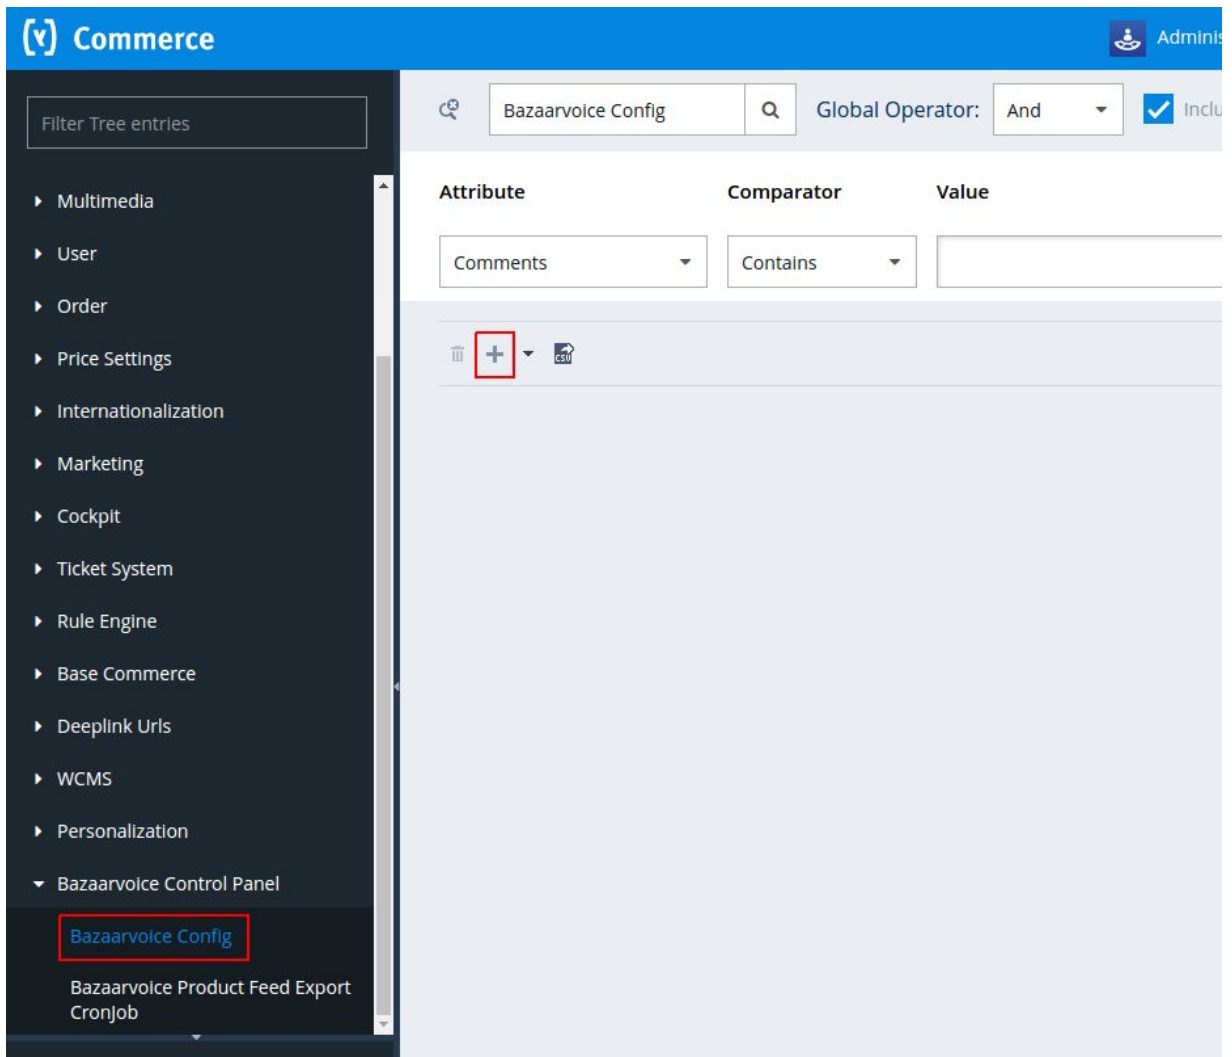 (y) Commerce
Adminis
Filter Tree entries
Bazaarvoice Config
Global Operator:
And
Inclu
Multimedia
User
Order
Price Settings
Internationalization
Marketing
Cockpit
Ticket System
Rule Engine
Base Commerce
Deeplink Urls
WCMS
Personalization
Bazaarvoice Control Panel
Bazaarvoice Config
Bazaarvoice Product Feed Export
CronJob
Attribute
Comparator
Value
Comments
Contains
CSV